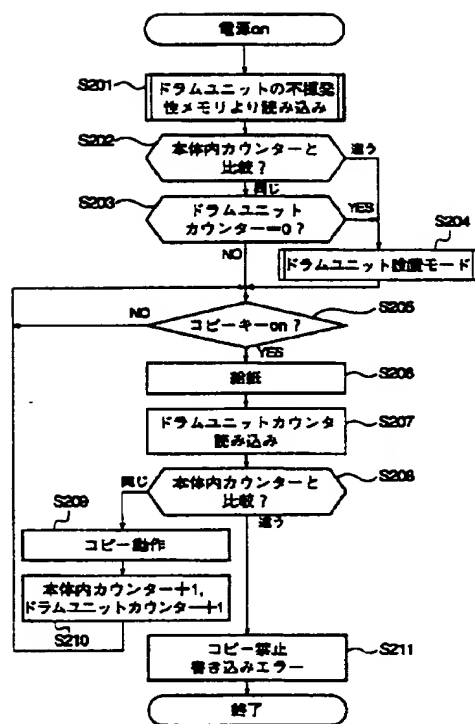 電源on
S201
ドラムユニットの不揮発
性メモリより読み込み
S202
本体内カウンターと
比較?
違う
同じ
S203
ドラムユニット
カウンター=0?
YES
S204
NO
ドラムユニット設置モード
NO
コピーキーon?
S205
YES
給紙
S206
ドラムユニットカウンタ
読み込み
S207
同じ
本体内カウンターと
比較?
S208
違う
S209
コピー動作
本体内カウンター+1,
ドラムユニットカウンター+1
S210
コピー禁止
書き込みエラー
S211
終了